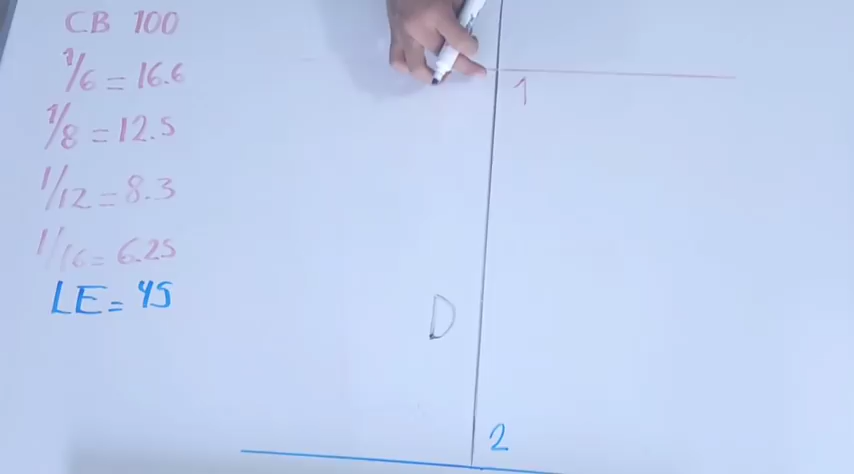 CB 100
1/6 = 16.6
1/8 = 12.5
1/12 = 8.3
1/16 = 6.25
LE = 45
1
D
2